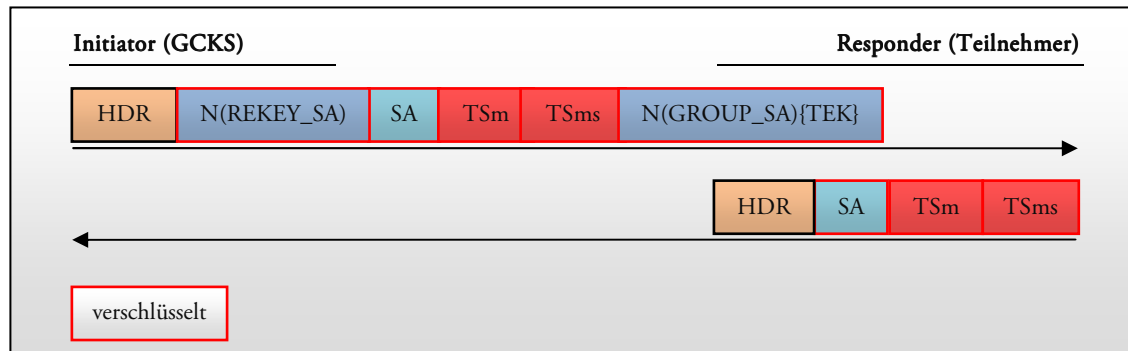 Initiator (GCKS) Responder (Teilnehmer)
HDR N(REKEY_SA) SA TSm TSms N(GROUP_SA){TEK}
HDR SA TSm TSms
verschlüsselt